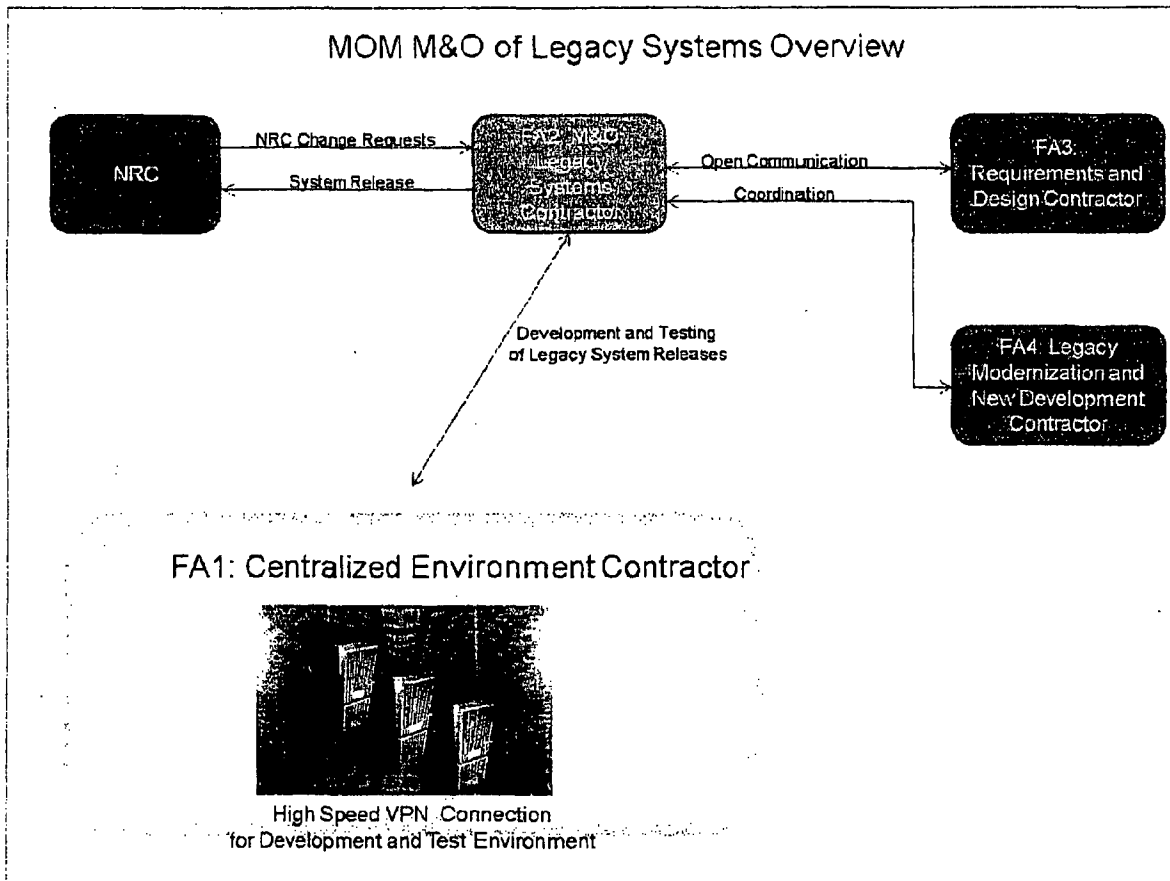 MOM M&O of Legacy Systems Overview
NRC
NRC Change Requests
System Release
FA2: M&O
Legacy
Systems
Contractor
Open Communication
Coordination
FA3:
Requirements and
Design Contractor
Development and Testing
of Legacy System Releases
FA4: Legacy
Modernization and
New Development
Contractor
FA1: Centralized Environment Contractor
High Speed VPN Connection
for Development and Test Environment